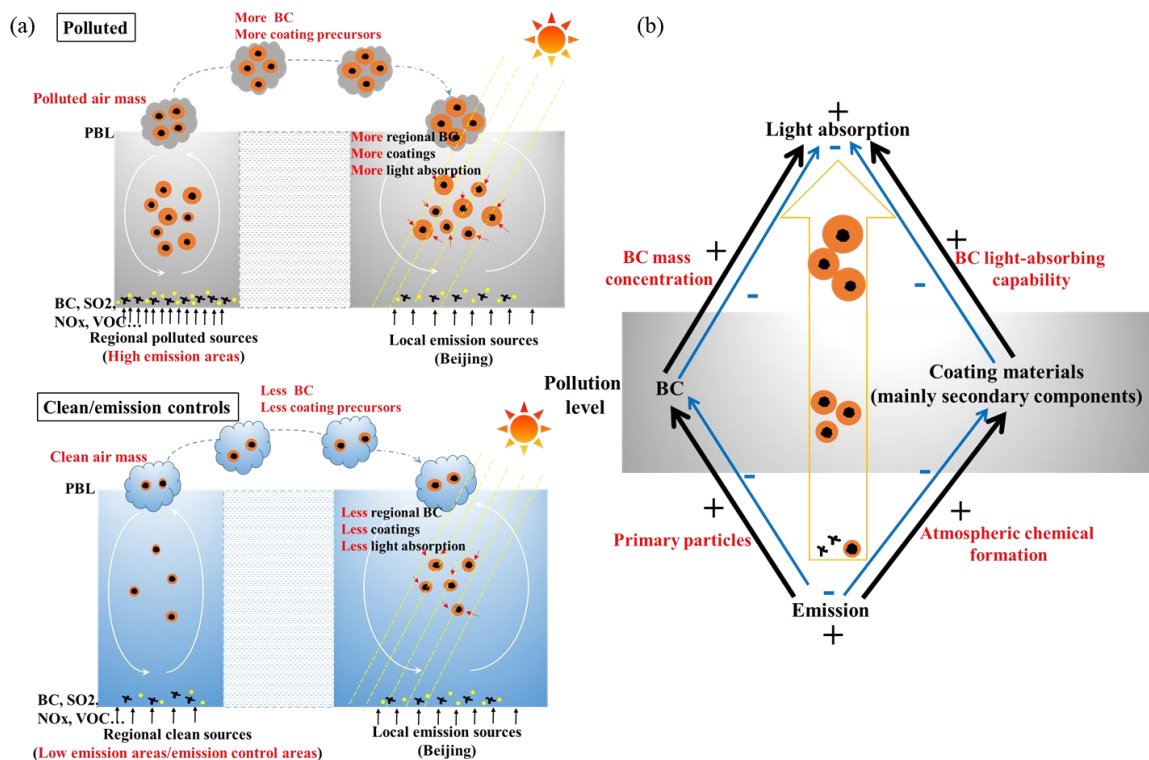 (a)
Polluted
More BC
More coating precursors
Polluted air mass
PBL
More regional BC
More coatings
More light absorption
BC, SO2,
NOx, VOC…
Regional polluted sources
(High emission areas)
Local emission sources
(Beijing)
Clean/emission controls
Less BC
Less coating precursors
Clean air mass
PBL
Less regional BC
Less coatings
Less light absorption
BC, SO2,
NOx, VOC…
Regional clean sources
(Low emission areas/emission control areas)
Local emission sources
(Beijing)
(b)
+
Light absorption
-
-
+
BC mass
concentration
-
+
BC light-absorbing
capability
-
Pollution
level
BC
Coating materials
(mainly secondary components)
-
-
+
Primary particles
+
Atmospheric chemical
formation
-
Emission
+